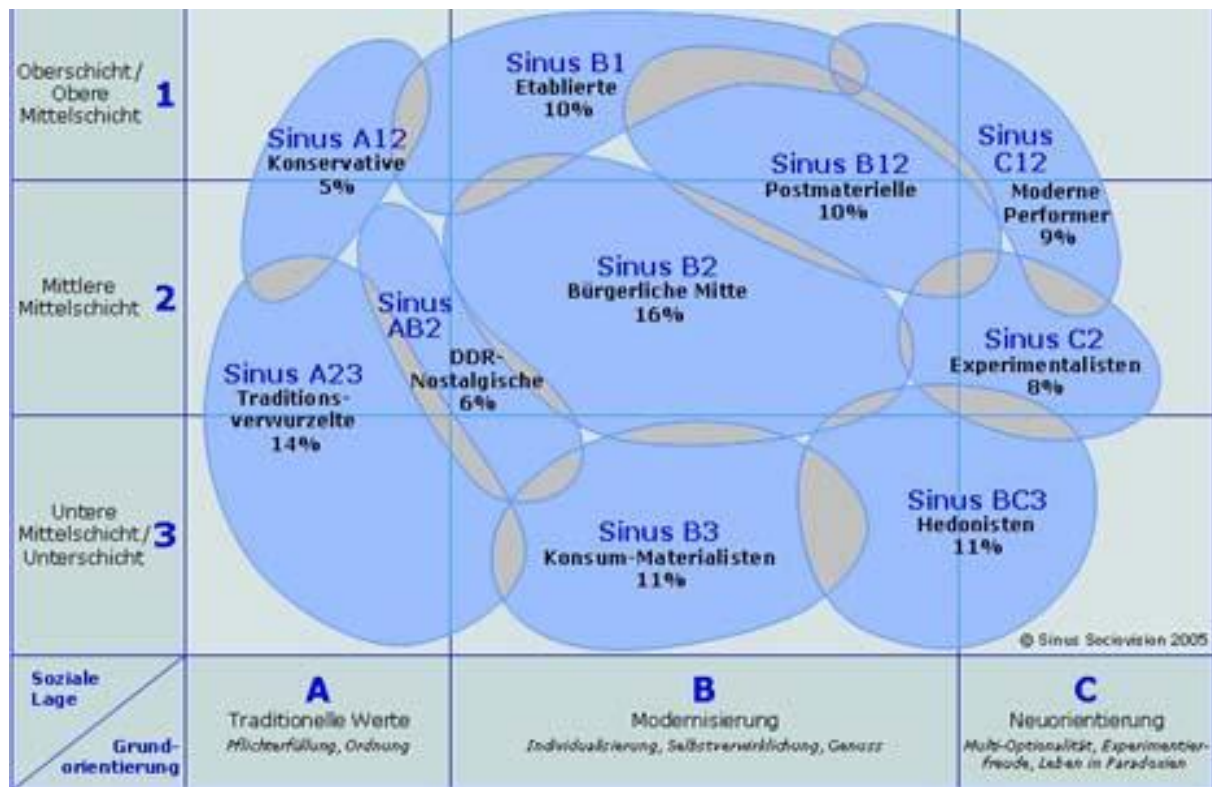 Oberschicht /
Obere
Mittelschicht
1
Mittlere
Mittelschicht
2
Untere
Mittelschicht /
Unterschicht
3
Sinus A12
Konservative
5%
Sinus B1
Etablierte
10%
Sinus B12
Postmaterielle
10%
Sinus
C12
Moderne
Performer
9%
Sinus
AB2
DDR-
Nostalgische
6%
Sinus B2
Bürgerliche Mitte
16%
Sinus C2
Experimentalisten
8%
Sinus A23
Traditions-
verwurzelte
14%
Sinus B3
Konsum-Materialisten
11%
Sinus BC3
Hedonisten
11%
© Sinus Sociovision 2005
Soziale
Lage
Grund-
orientierung
A
Traditionelle Werte
Pflichterfüllung, Ordnung
B
Modernisierung
Individualisierung, Selbstverwirklichung, Genuss
C
Neuorientierung
Multi-Optionalität, Experimentier-
freude, Leben in Paradoxien